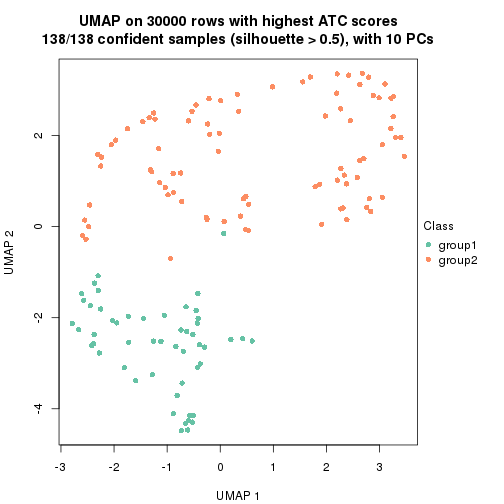 UMAP on 30000 rows with highest ATC scores
138/138 confident samples (silhouette > 0.5), with 10 PCs
2
0
-2
-4
UMAP 2
Class
group1
group2
-3 -2 -1 0 1 2 3
UMAP 1